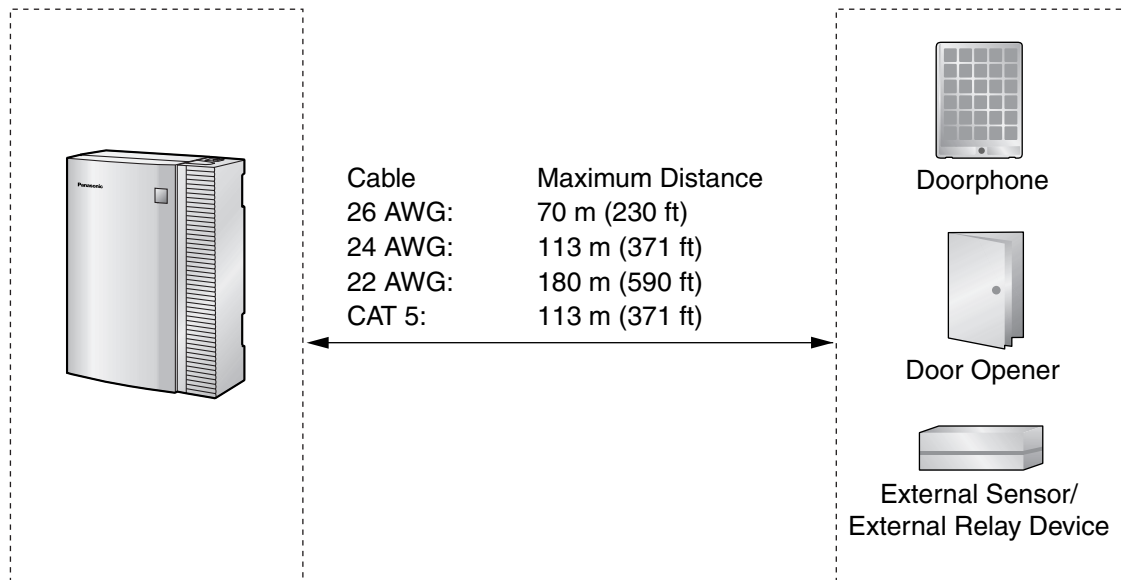 Panasonic
Cable Maximum Distance
26 AWG: 70 m (230 ft)
24 AWG: 113 m (371 ft)
22 AWG: 180 m (590 ft)
CAT 5: 113 m (371 ft)
Doorphone
Door Opener
External Sensor/
External Relay Device